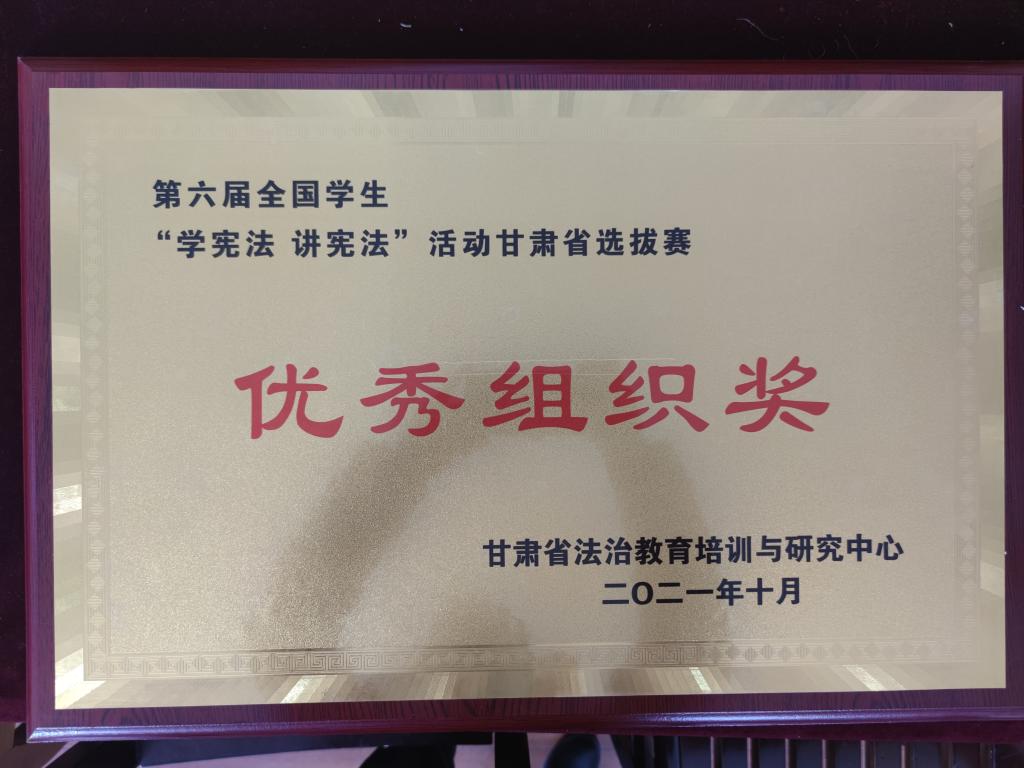 第六届全国学生
“学宪法 讲宪法”活动甘肃省选拔赛
优秀组织奖
甘肃省法治教育培训与研究中心
二〇二一年十月